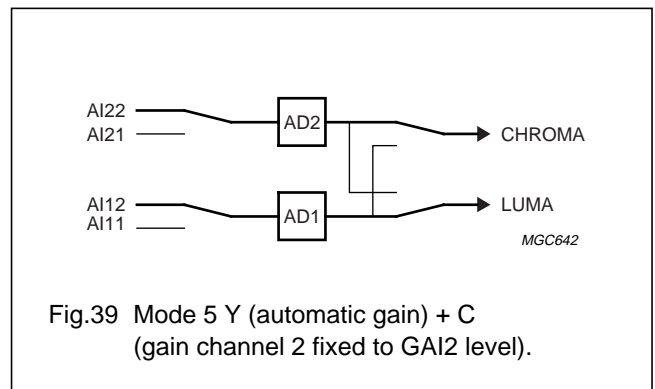 AI22
AI21
AD2
CHROMA
AI12
AI11
AD1
LUMA
MGC642
Fig.39 Mode 5 Y (automatic gain) + C
(gain channel 2 fixed to GAI2 level).